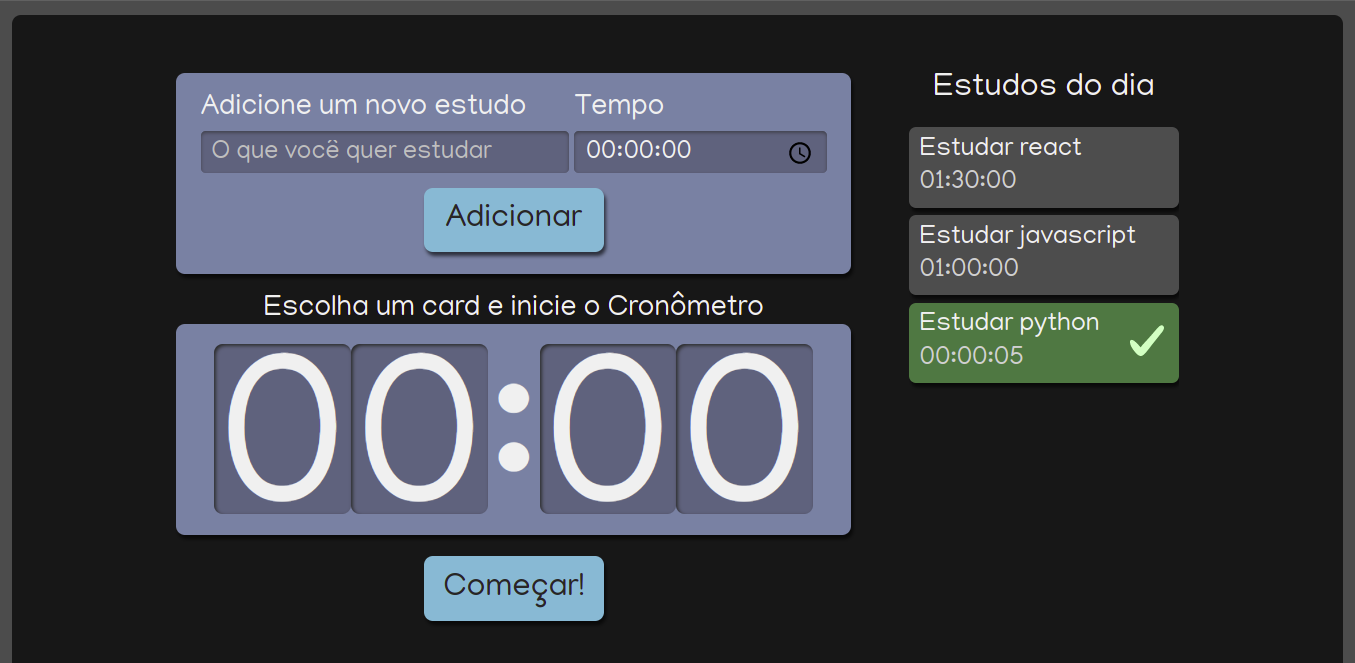 Adicione um novo estudo
Tempo
O que você quer estudar
00:00:00
Adicionar
Escolha um card e inicie o Cronômetro
00:00
Começar!
Estudos do dia
Estudar react
01:30:00
Estudar javascript
01:00:00
Estudar python
00:00:05